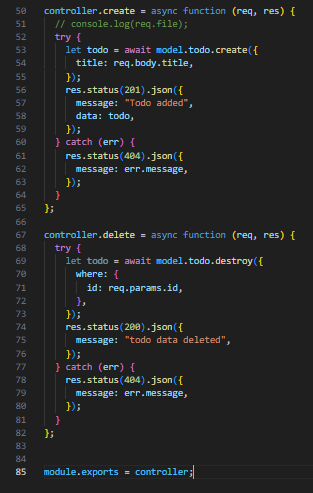 50 controller.create = async function (req, res) {
51   // console.log(req.file);
52   try {
53     let todo = await model.todo.create({
54       title: req.body.title,
55     });
56     res.status(201).json({
57       message: "Todo added",
58       data: todo,
59     });
60   } catch (err) {
61     res.status(404).json({
62       message: err.message,
63     });
64   }
65 };
66
67 controller.delete = async function (req, res) {
68   try {
69     let todo = await model.todo.destroy({
70       where: {
71         id: req.params.id,
72       },
73     });
74     res.status(200).json({
75       message: "todo data deleted",
76     });
77   } catch (err) {
78     res.status(404).json({
79       message: err.message,
80     });
81   }
82 };
83
84
85 module.exports = controller;